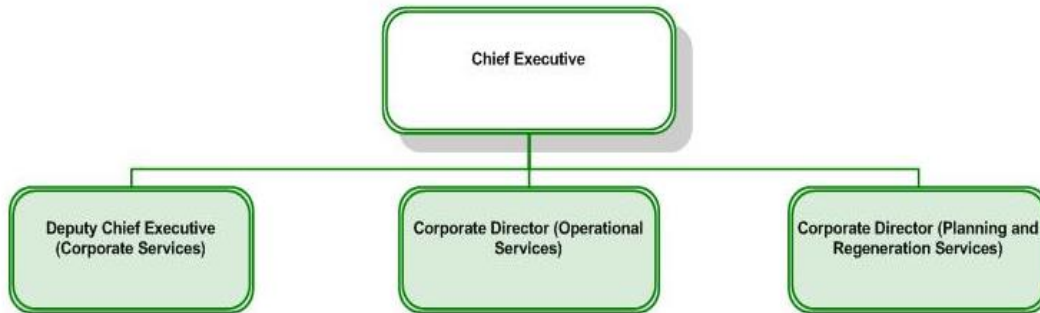 Chief Executive
Deputy Chief Executive
(Corporate Services)
Corporate Director (Operational
Services)
Corporate Director (Planning and
Regeneration Services)